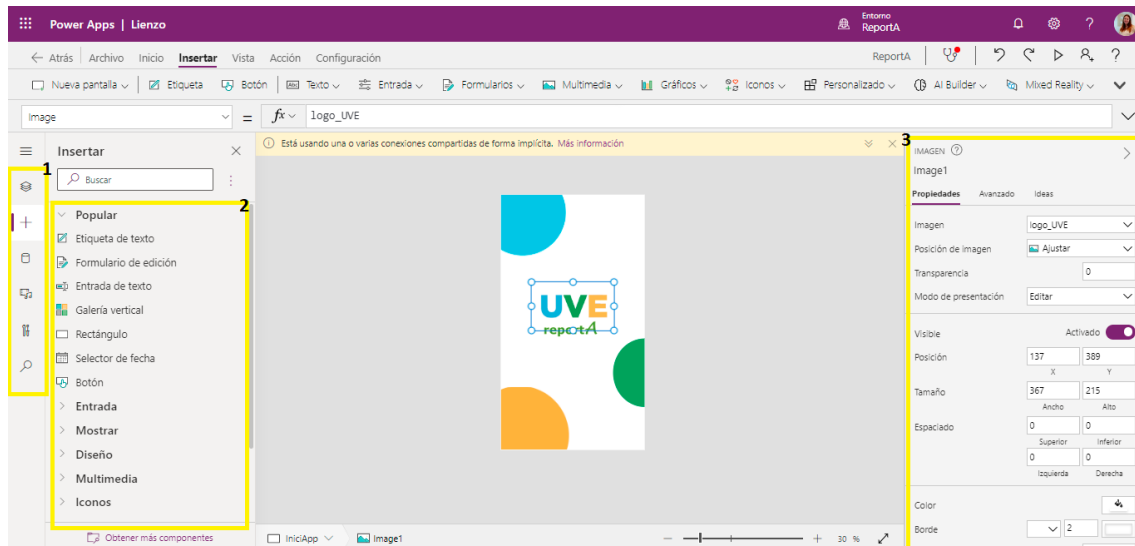 Power Apps | Lienzo
Entorno
ReportA
?
Atrás Archivo Inicio Insertar Vista Acción Configuración
ReportA
?
Nueva pantalla Etiqueta Botón Texto Entrada Formularios Multimedia Gráficos Iconos Personalizado AI Builder Mixed Reality
Image = fx logo_UVE
Insertar
Está usando una o varias conexiones compartidas de forma implícita. Más información
1
Buscar
2
Popular
Etiqueta de texto
Formulario de edición
Entrada de texto
Galería vertical
Rectángulo
Selector de fecha
Botón
Entrada
Mostrar
Diseño
Multimedia
Iconos
Obtener más componentes
UVE
reportA
IniciApp Image1
30 %
3
IMAGEN ?
Image1
Propiedades Avanzado Ideas
Imagen logo_UVE
Posición de imagen Ajustar
Transparencia 0
Modo de presentación Editar
Visible Activado
Posición 137 389
X Y
Tamaño 367 215
Ancho Alto
Espaciado 0 0
Superior Inferior
0 0
Izquierda Derecha
Color
Borde 2